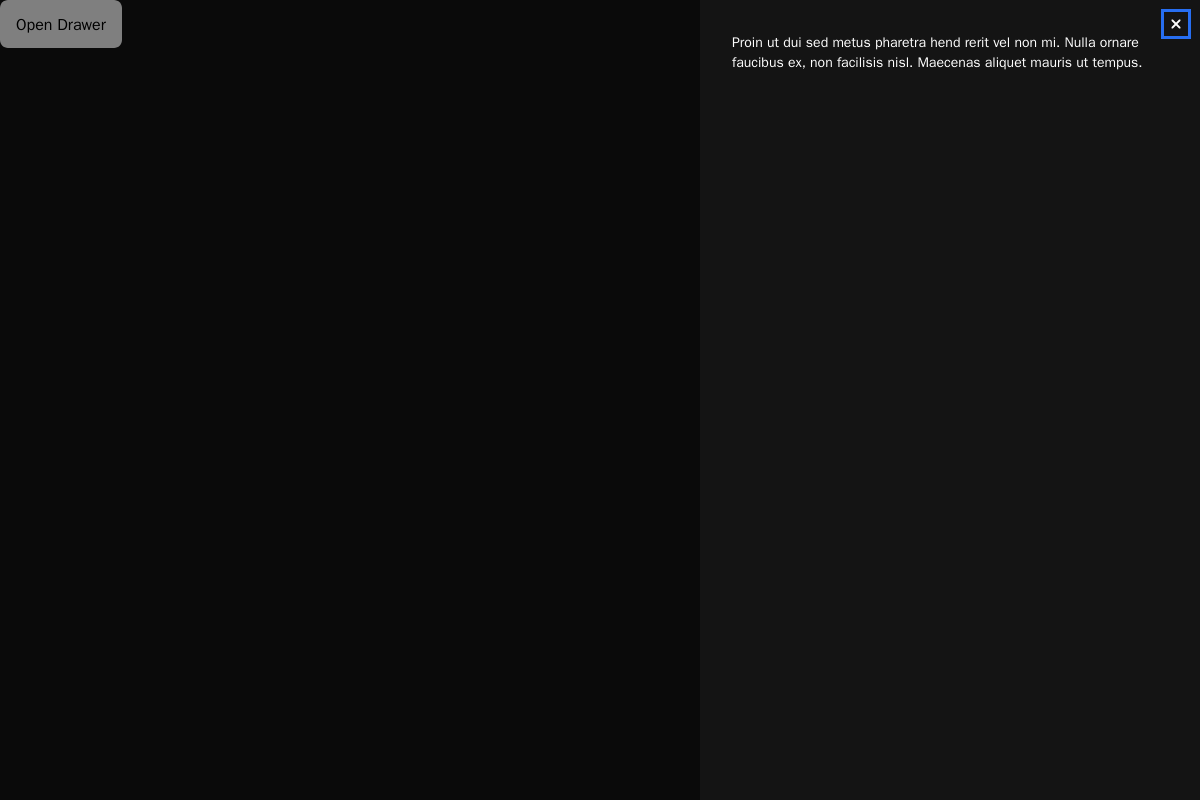 Open Drawer
Proin ut dui sed metus pharetra hend rerit vel non mi. Nulla ornare
faucibus ex, non facilisis nisl. Maecenas aliquet mauris ut tempus.